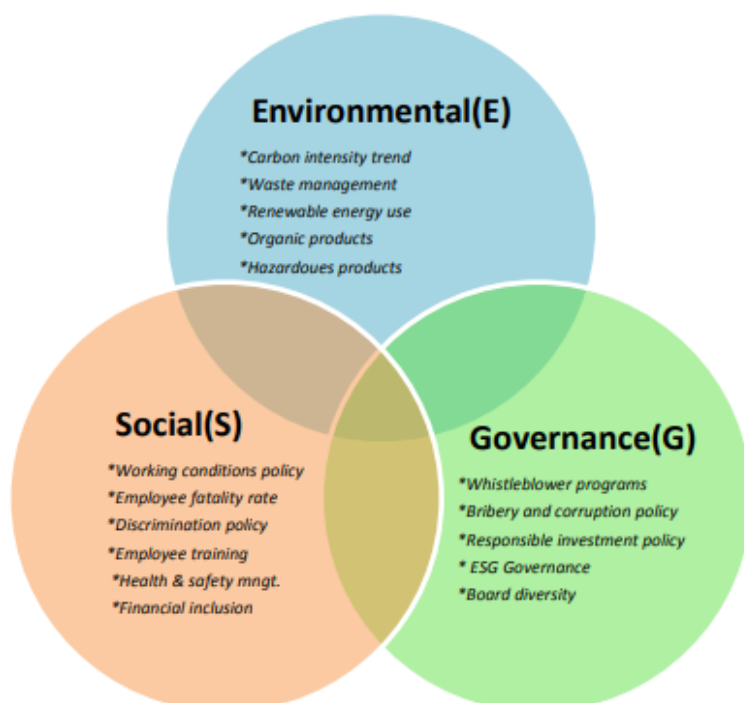 Environmental(E)
*Carbon intensity trend
*Waste management
*Renewable energy use
*Organic products
*Hazardoues products
Social(S)
*Working conditions policy
*Employee fatality rate
*Discrimination policy
*Employee training
*Health & safety mngt.
*Financial inclusion
Governance(G)
*Whistleblower programs
*Bribery and corruption policy
*Responsible investment policy
* ESG Governance
*Board diversity